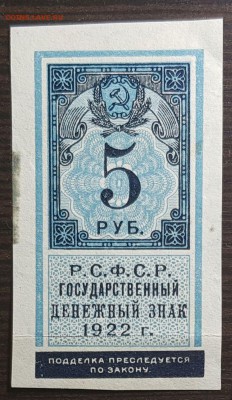 5
РУБ.
Р.С.Ф.С.Р.
ГОСУДАРСТВЕННЫЙ
ДЕНЕЖНЫЙ ЗНАК
1922 г.
ПОДДЕЛКА ПРЕСЛЕДУЕТСЯ
ПО ЗАКОНУ.